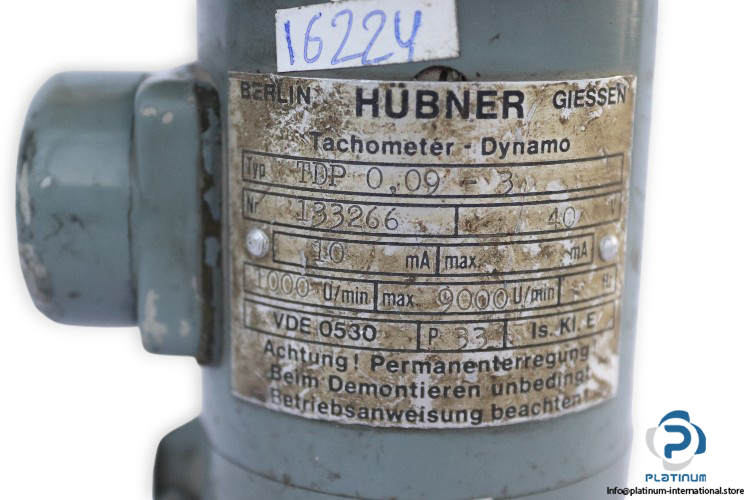 16224
BERLIN HÜBNER GIESSEN
Tachometer - Dynamo
Typ TDP 0,09 - 3
Nr 133266 40 V
10 mA max. mA
1000 U/min max. 9000 U/min Hz
VDE 0530 P 33 Is. Kl. E
Achtung! Permanenterregung
Beim Demontieren unbedingt
Betriebsanweisung beachten!
PLATINUM
Info@platinum-international.store